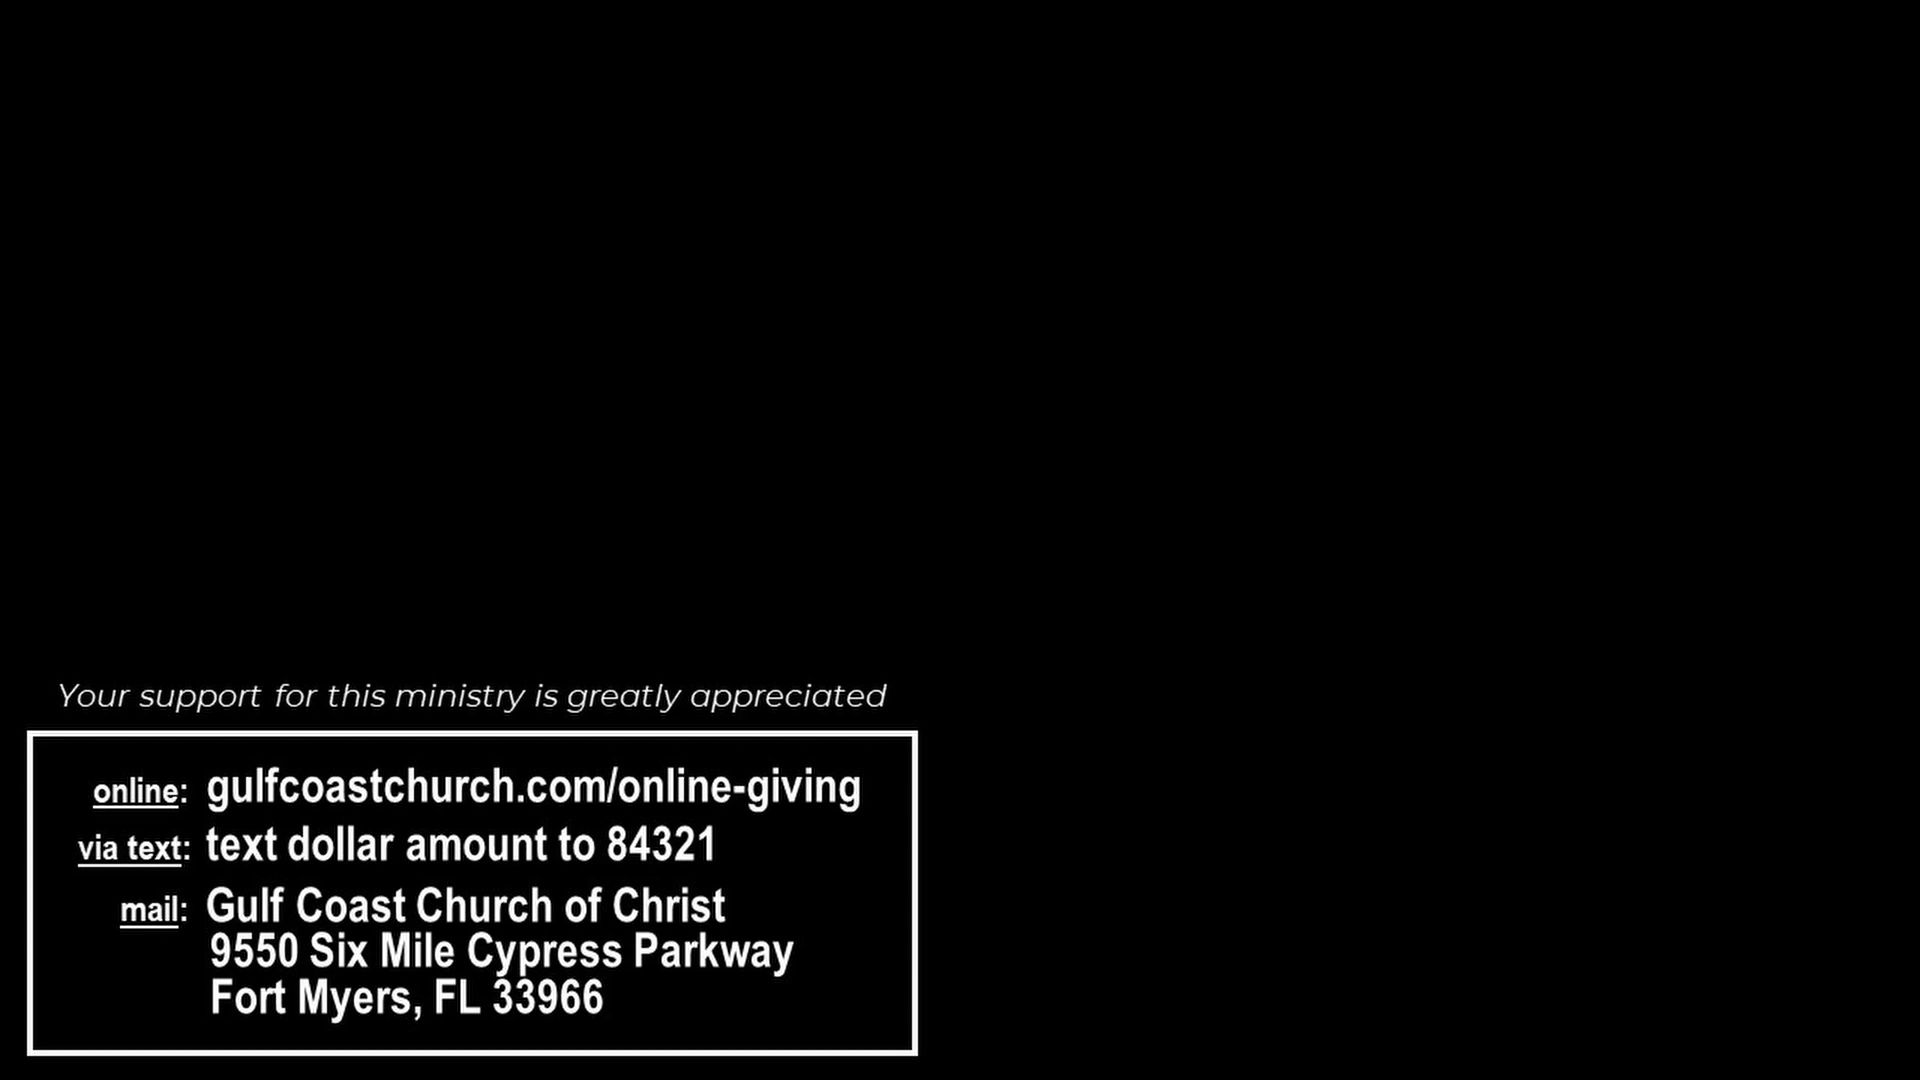 Your support for this ministry is greatly appreciated
online: gulfcoastchurch.com/online-giving
via text: text dollar amount to 84321
mail: Gulf Coast Church of Christ
9550 Six Mile Cypress Parkway
Fort Myers, FL 33966